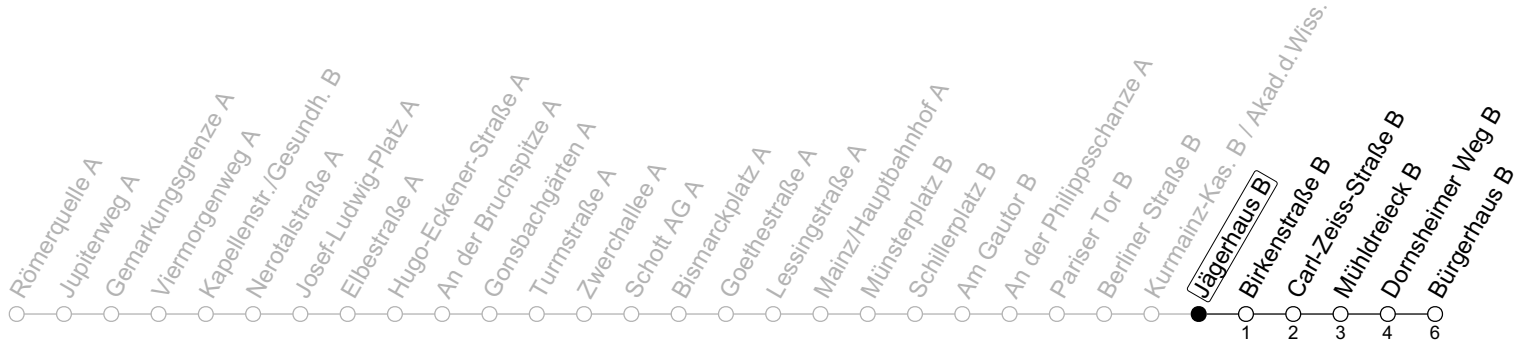 Römerquelle A
Jupiterweg A
Gemarkungsgrenze A
Viermorgenweg A
Kapellenstr./Gesundh. B
Nerotalstraße A
Josef-Ludwig-Platz A
Elbestraße A
Hugo-Eckener-Straße A
An der Bruchspitze A
Gonsbachgärten A
Turmstraße A
Zwerchallee A
Schott AG A
Bismarckplatz A
Goethestraße A
Lessingstraße A
Mainz/Hauptbahnhof A
Münsterplatz B
Schillerplatz B
Am Gautor B
An der Philippsschanze A
Pariser Tor B
Berliner Straße B
Kurmainz-Kas. B / Akad.d.Wiss.
Jägerhaus B
Birkenstraße B
Carl-Zeiss-Straße B
Mühldreieck B
Dornsheimer Weg B
Bürgerhaus B
1 2 3 4 6